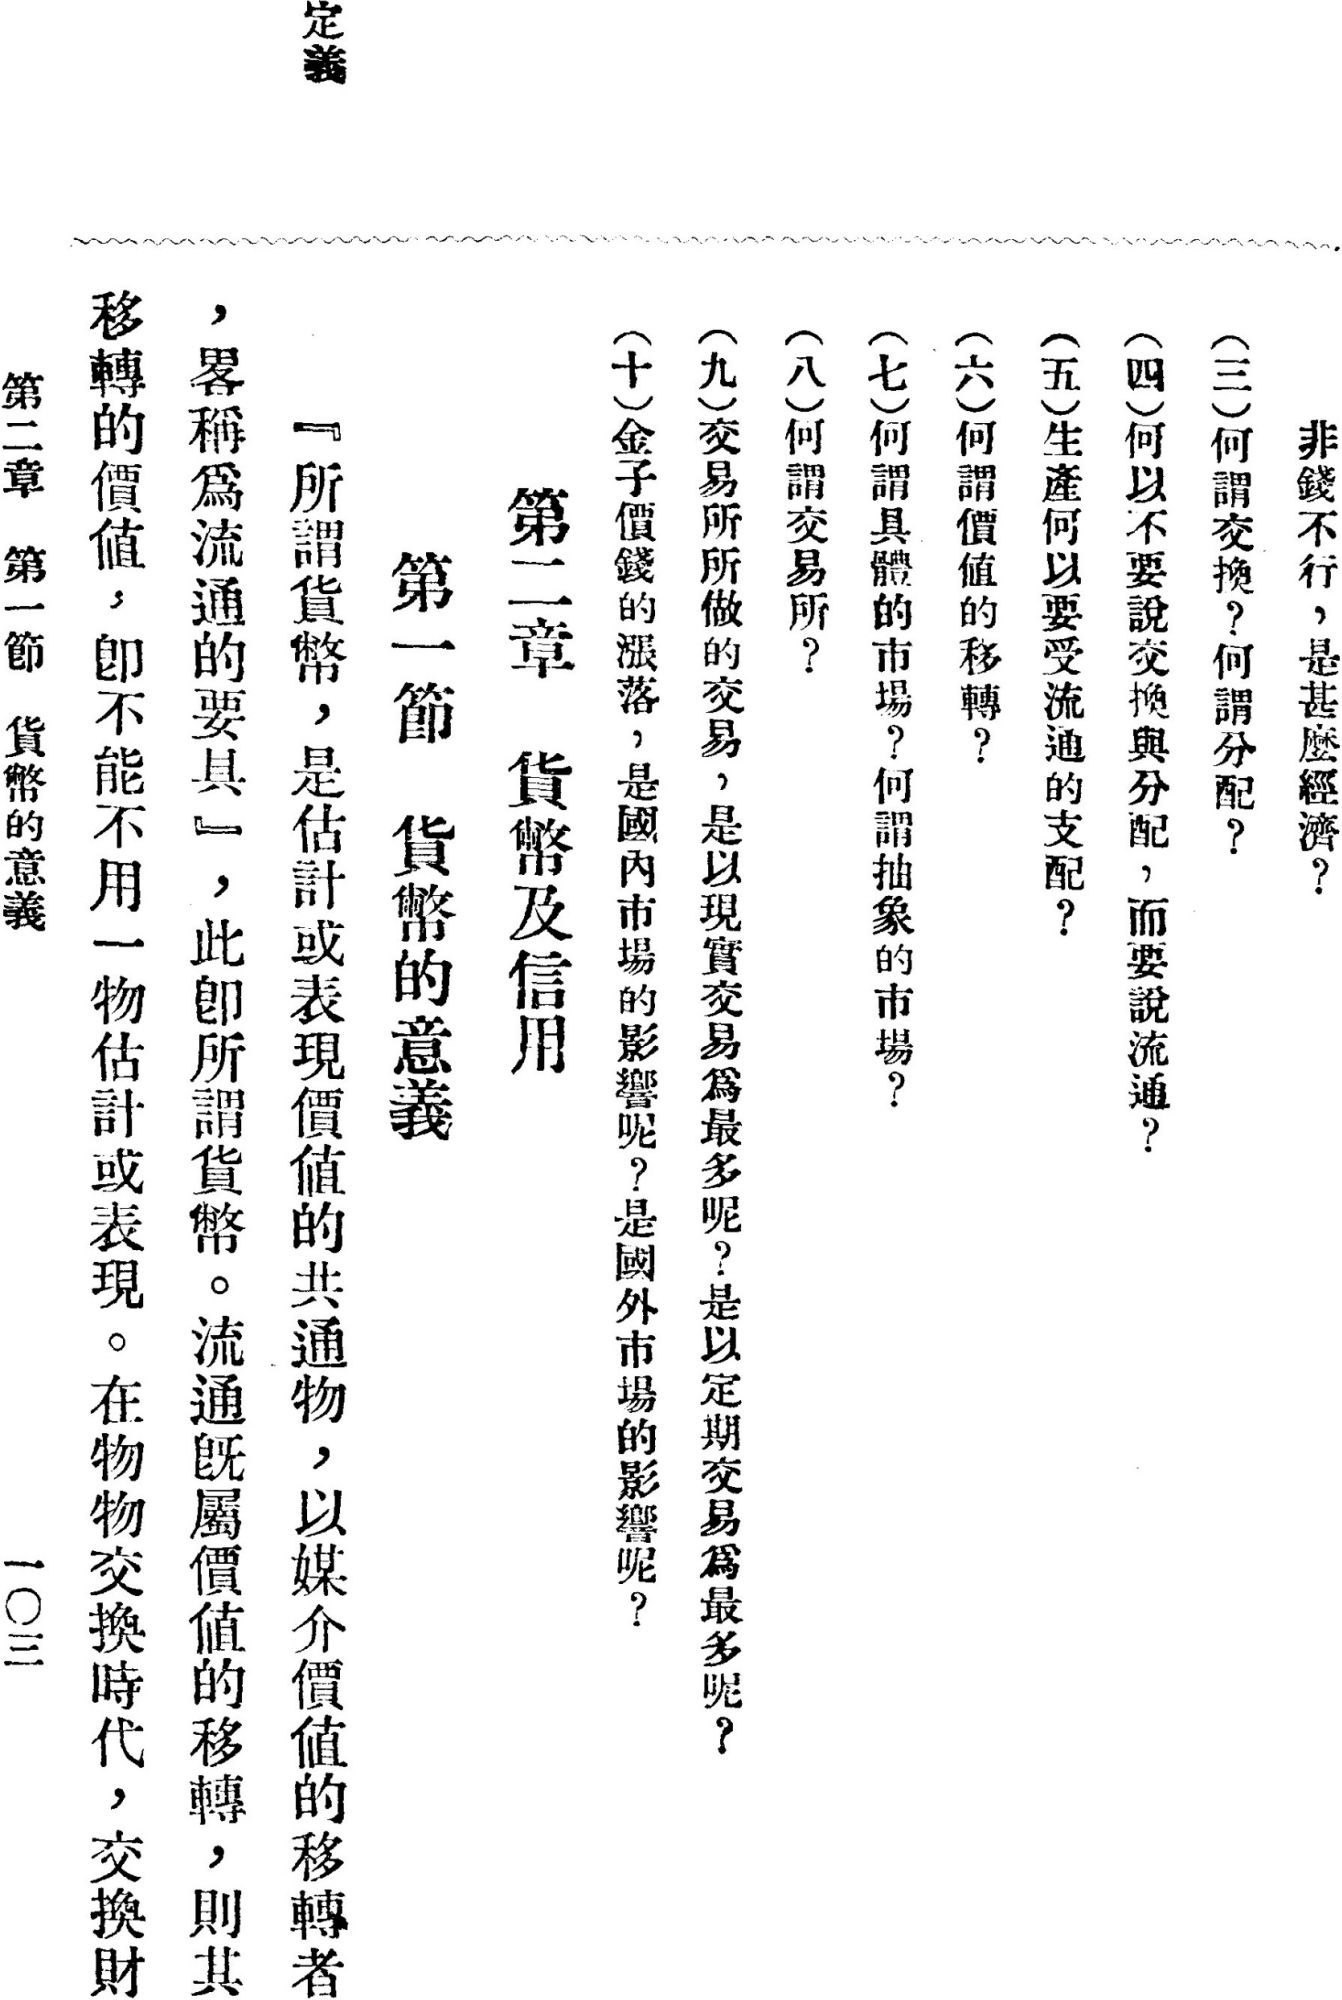 非錢不行，是甚麼經濟？
（三）何謂交換？何謂分配？
（四）何以不要說交換與分配，而要說流通？
（五）生產何以要受流通的支配？
（六）何謂價值的移轉？
（七）何謂具體的市場？何謂抽象的市場？
（八）何謂交易所？
（九）交易所所做的交易，是以現實交易爲最多呢？是以定期交易爲最多呢？
（十）金子價錢的漲落，是國內市場的影響呢？是國外市場的影響呢？
第二章　貨幣及信用
第一節　貨幣的意義
定義
『所謂貨幣，是估計或表現價值的共通物，以媒介價值的移轉者
，畧稱爲流通的要具』，此卽所謂貨幣。流通旣屬價值的移轉，則其
移轉的價值，卽不能不用一物估計或表現。在物物交換時代，交換財
第二章　第一節　貨幣的意義　一〇三